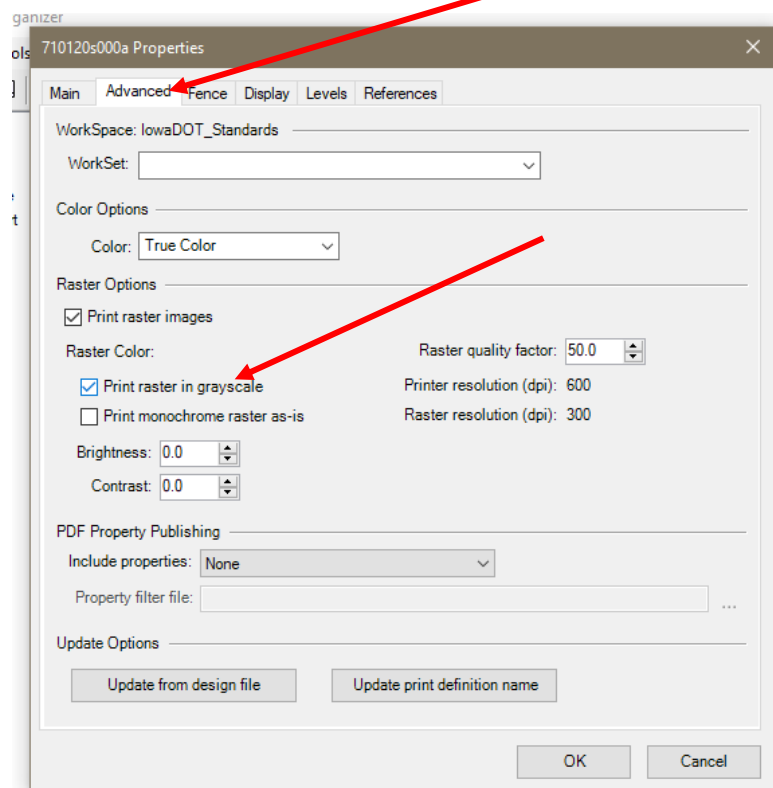 ganizer
710120s000a Properties
ols
Main Advanced Fence Display Levels References
WorkSpace: IowaDOT_Standards
WorkSet:
Color Options
Color: True Color
Raster Options
Print raster images
Raster Color:
Raster quality factor: 50.0
Print raster in grayscale
Printer resolution (dpi): 600
Print monochrome raster as-is
Raster resolution (dpi): 300
Brightness: 0.0
Contrast: 0.0
PDF Property Publishing
Include properties: None
Property filter file:
...
Update Options
Update from design file Update print definition name
OK Cancel